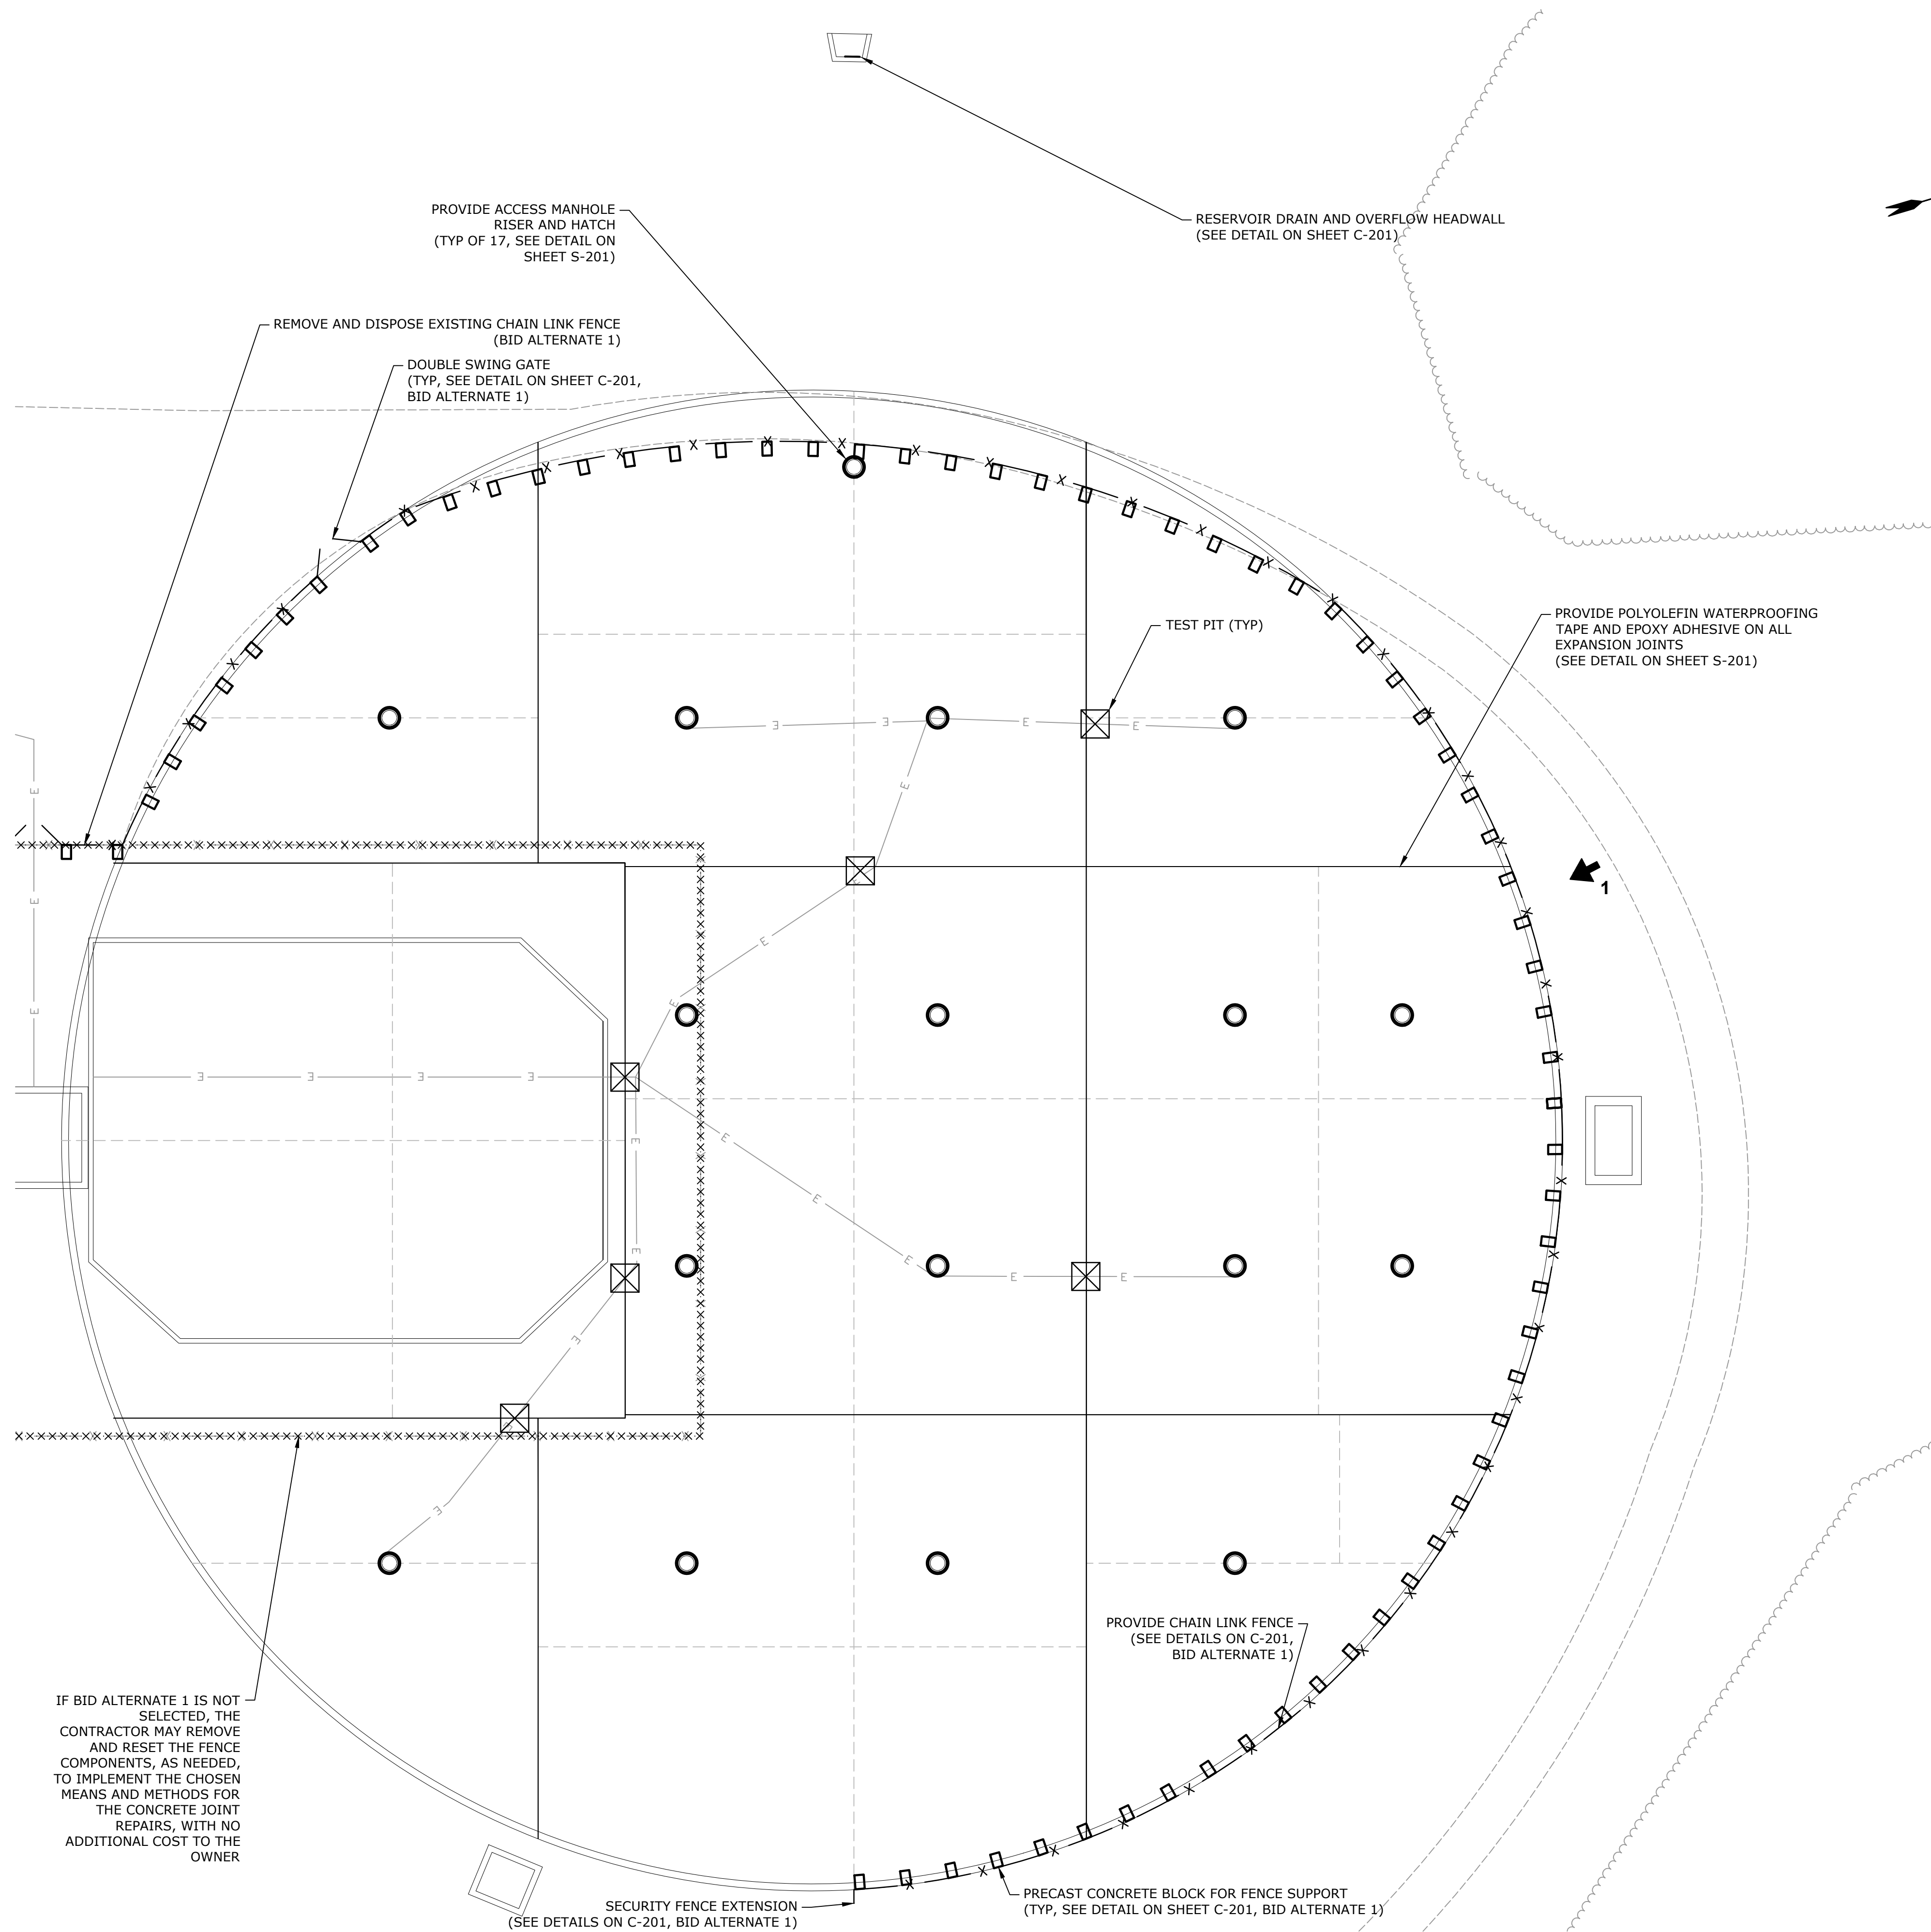 PROVIDE ACCESS MANHOLE
RISER AND HATCH
(TYP OF 17, SEE DETAIL ON
SHEET S-201)
RESERVOIR DRAIN AND OVERFLOW HEADWALL
(SEE DETAIL ON SHEET C-201)
REMOVE AND DISPOSE EXISTING CHAIN LINK FENCE
(BID ALTERNATE 1)
DOUBLE SWING GATE
(TYP, SEE DETAIL ON SHEET C-201,
BID ALTERNATE 1)
TEST PIT (TYP)
PROVIDE POLYOLEFIN WATERPROOFING
TAPE AND EPOXY ADHESIVE ON ALL
EXPANSION JOINTS
(SEE DETAIL ON SHEET S-201)
1
PROVIDE CHAIN LINK FENCE
(SEE DETAILS ON C-201,
BID ALTERNATE 1)
IF BID ALTERNATE 1 IS NOT
SELECTED, THE
CONTRACTOR MAY REMOVE
AND RESET THE FENCE
COMPONENTS, AS NEEDED,
TO IMPLEMENT THE CHOSEN
MEANS AND METHODS FOR
THE CONCRETE JOINT
REPAIRS, WITH NO
ADDITIONAL COST TO THE
OWNER
PRECAST CONCRETE BLOCK FOR FENCE SUPPORT
(TYP, SEE DETAIL ON SHEET C-201, BID ALTERNATE 1)
SECURITY FENCE EXTENSION
(SEE DETAILS ON C-201, BID ALTERNATE 1)